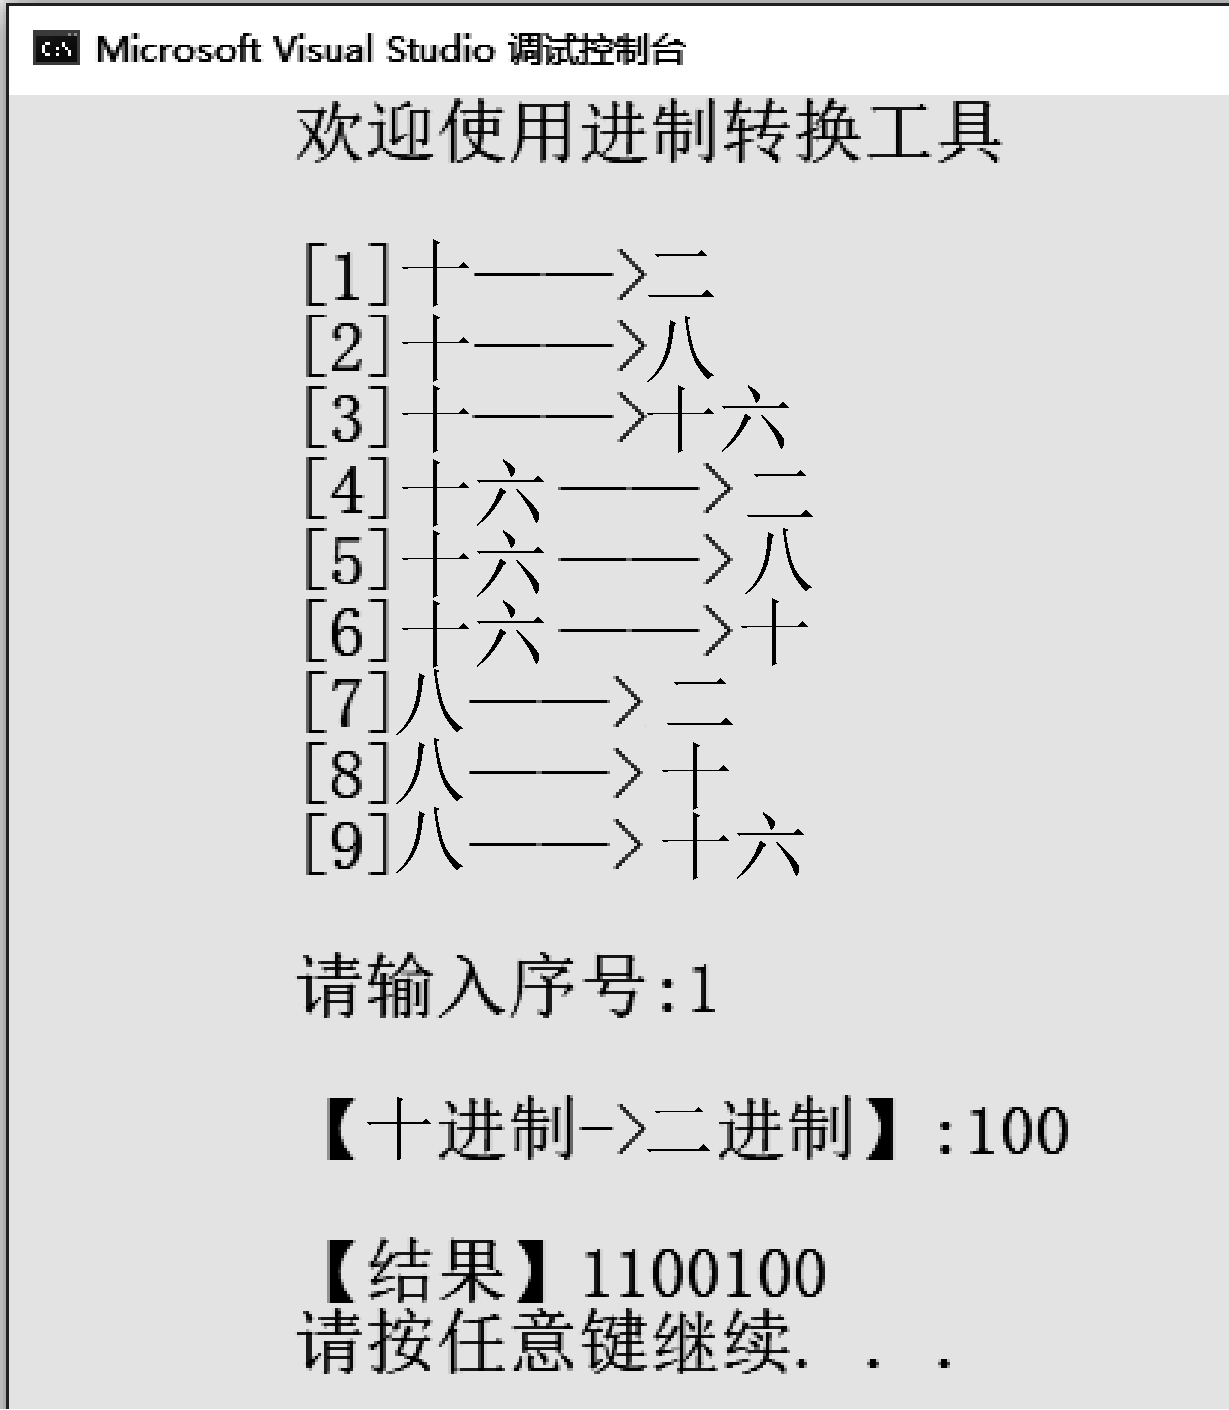 Microsoft Visual Studio 调试控制台
欢迎使用进制转换工具
[1]十——>二
[2]十——>八
[3]十——>十六
[4]十六——>二
[5]十六——>八
[6]十六——>十
[7]八——> 二
[8]八——> 十
[9]八——> 十六
请输入序号:1
【十进制->二进制】:100
【结果】1100100
请按任意键继续. . .